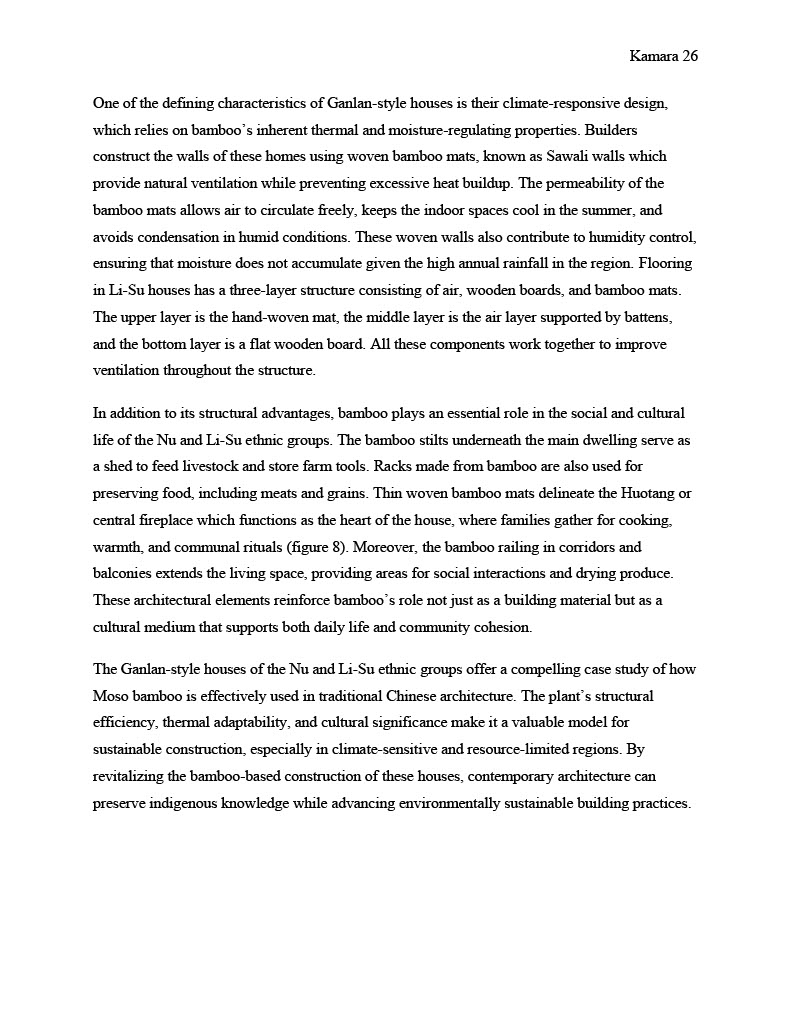 Kamara 26
One of the defining characteristics of Ganlan-style houses is their climate-responsive design,
which relies on bamboo’s inherent thermal and moisture-regulating properties. Builders
construct the walls of these homes using woven bamboo mats, known as Sawali walls which
provide natural ventilation while preventing excessive heat buildup. The permeability of the
bamboo mats allows air to circulate freely, keeps the indoor spaces cool in the summer, and
avoids condensation in humid conditions. These woven walls also contribute to humidity control,
ensuring that moisture does not accumulate given the high annual rainfall in the region. Flooring
in Li-Su houses has a three-layer structure consisting of air, wooden boards, and bamboo mats.
The upper layer is the hand-woven mat, the middle layer is the air layer supported by battens,
and the bottom layer is a flat wooden board. All these components work together to improve
ventilation throughout the structure.
In addition to its structural advantages, bamboo plays an essential role in the social and cultural
life of the Nu and Li-Su ethnic groups. The bamboo stilts underneath the main dwelling serve as
a shed to feed livestock and store farm tools. Racks made from bamboo are also used for
preserving food, including meats and grains. Thin woven bamboo mats delineate the Huotang or
central fireplace which functions as the heart of the house, where families gather for cooking,
warmth, and communal rituals (figure 8). Moreover, the bamboo railing in corridors and
balconies extends the living space, providing areas for social interactions and drying produce.
These architectural elements reinforce bamboo’s role not just as a building material but as a
cultural medium that supports both daily life and community cohesion.
The Ganlan-style houses of the Nu and Li-Su ethnic groups offer a compelling case study of how
Moso bamboo is effectively used in traditional Chinese architecture. The plant’s structural
efficiency, thermal adaptability, and cultural significance make it a valuable model for
sustainable construction, especially in climate-sensitive and resource-limited regions. By
revitalizing the bamboo-based construction of these houses, contemporary architecture can
preserve indigenous knowledge while advancing environmentally sustainable building practices.